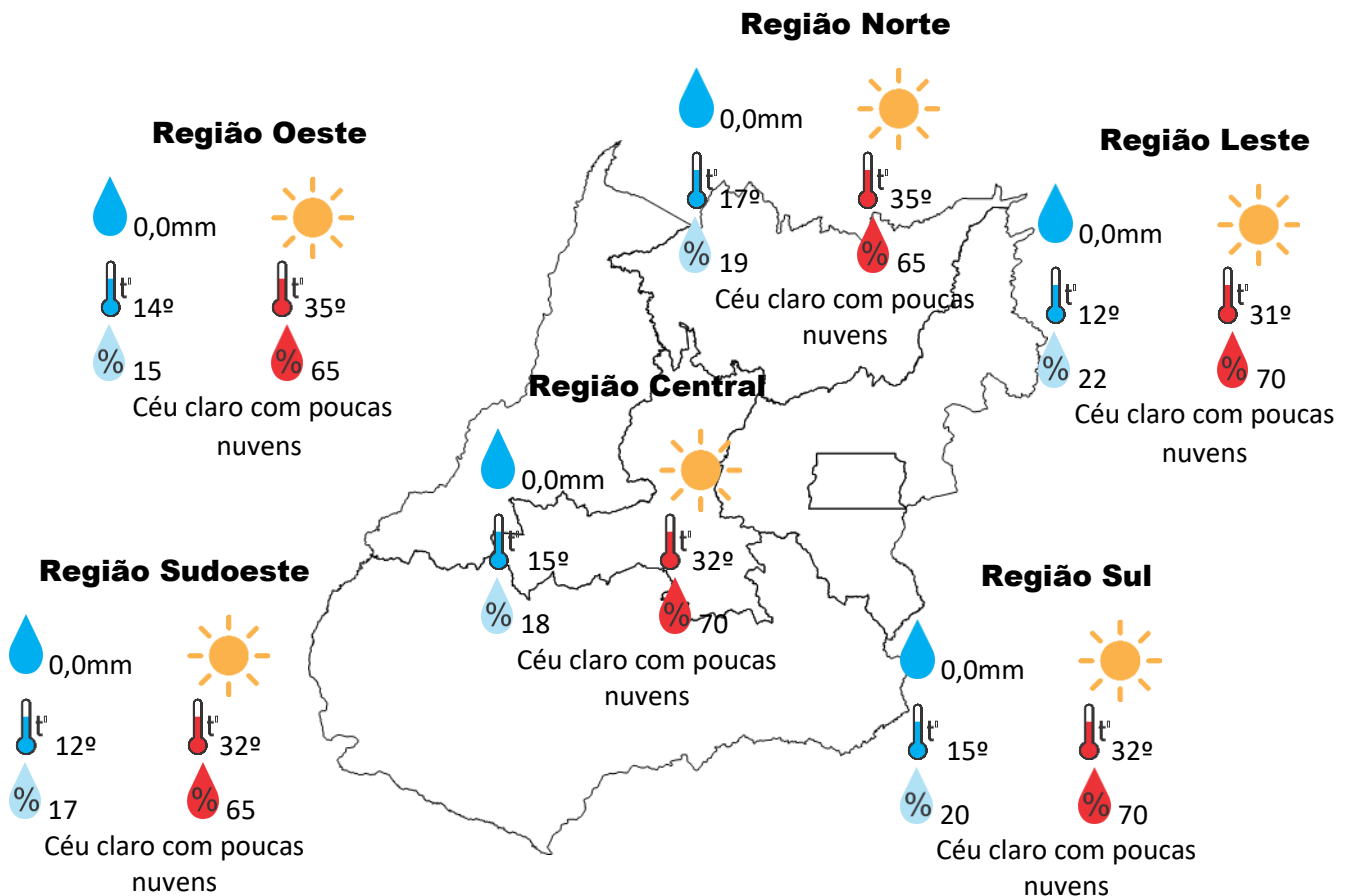 Região Norte
0,0mm
t° 17º
t° 35º
% 19
% 65
Céu claro com poucas
nuvens
Região Oeste
0,0mm
t° 14º
t° 35º
% 15
% 65
Céu claro com poucas
nuvens
Região Leste
0,0mm
t° 12º
t° 31º
% 22
% 70
Céu claro com poucas
nuvens
Região Central
0,0mm
t° 15º
t° 32º
% 18
% 70
Céu claro com poucas
nuvens
Região Sudoeste
0,0mm
t° 12º
t° 32º
% 17
% 65
Céu claro com poucas
nuvens
Região Sul
0,0mm
t° 15º
t° 32º
% 20
% 70
Céu claro com poucas
nuvens